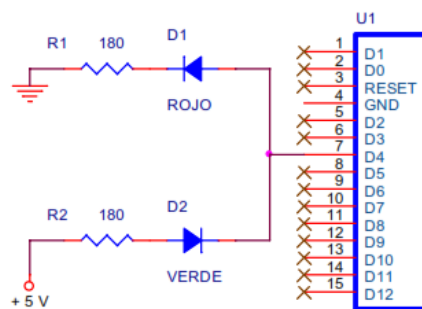 U1
R1 180 D1
ROJO
R2 180 D2
VERDE
+ 5 V
1 D1
2 D0
3 RESET
4 GND
5 D2
6 D3
7 D4
8 D5
9 D6
10 D7
11 D8
12 D9
13 D10
14 D11
15 D12